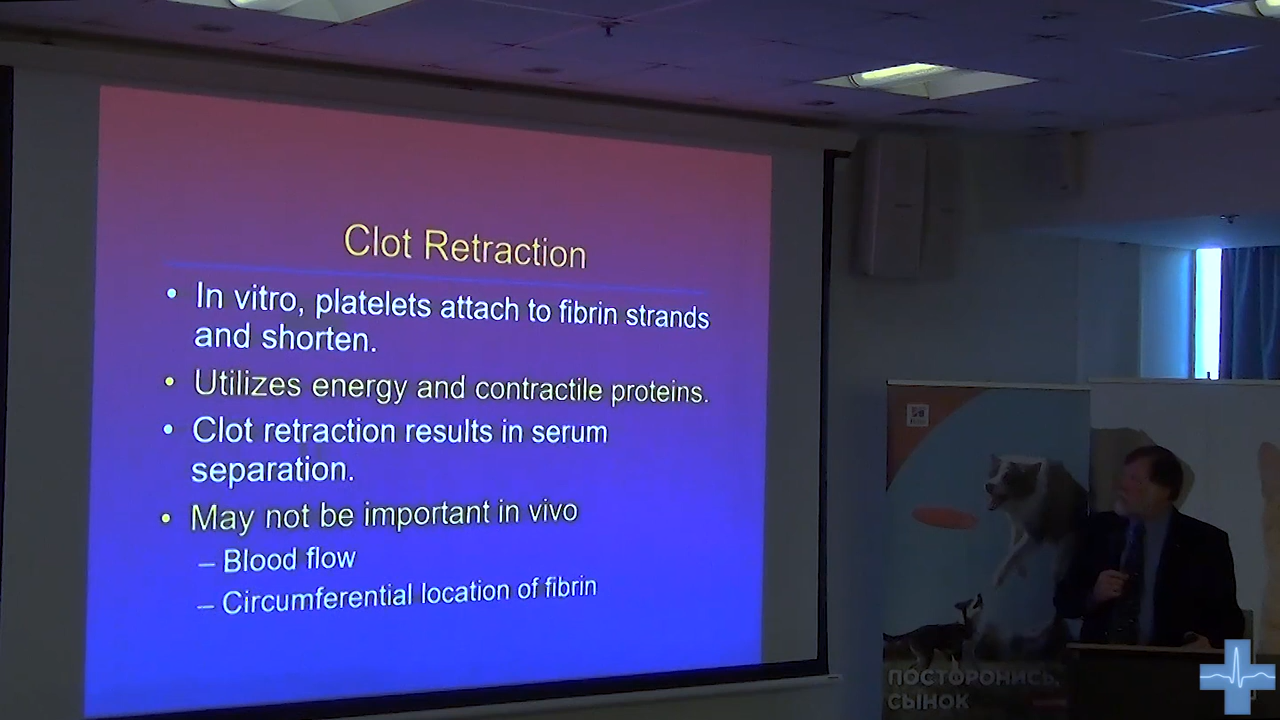 Clot Retraction
• In vitro, platelets attach to fibrin strands
and shorten.
• Utilizes energy and contractile proteins.
• Clot retraction results in serum
separation.
• May not be important in vivo
– Blood flow
– Circumferential location of fibrin
ПОСТОРОНИСЬ,
СЫНОК